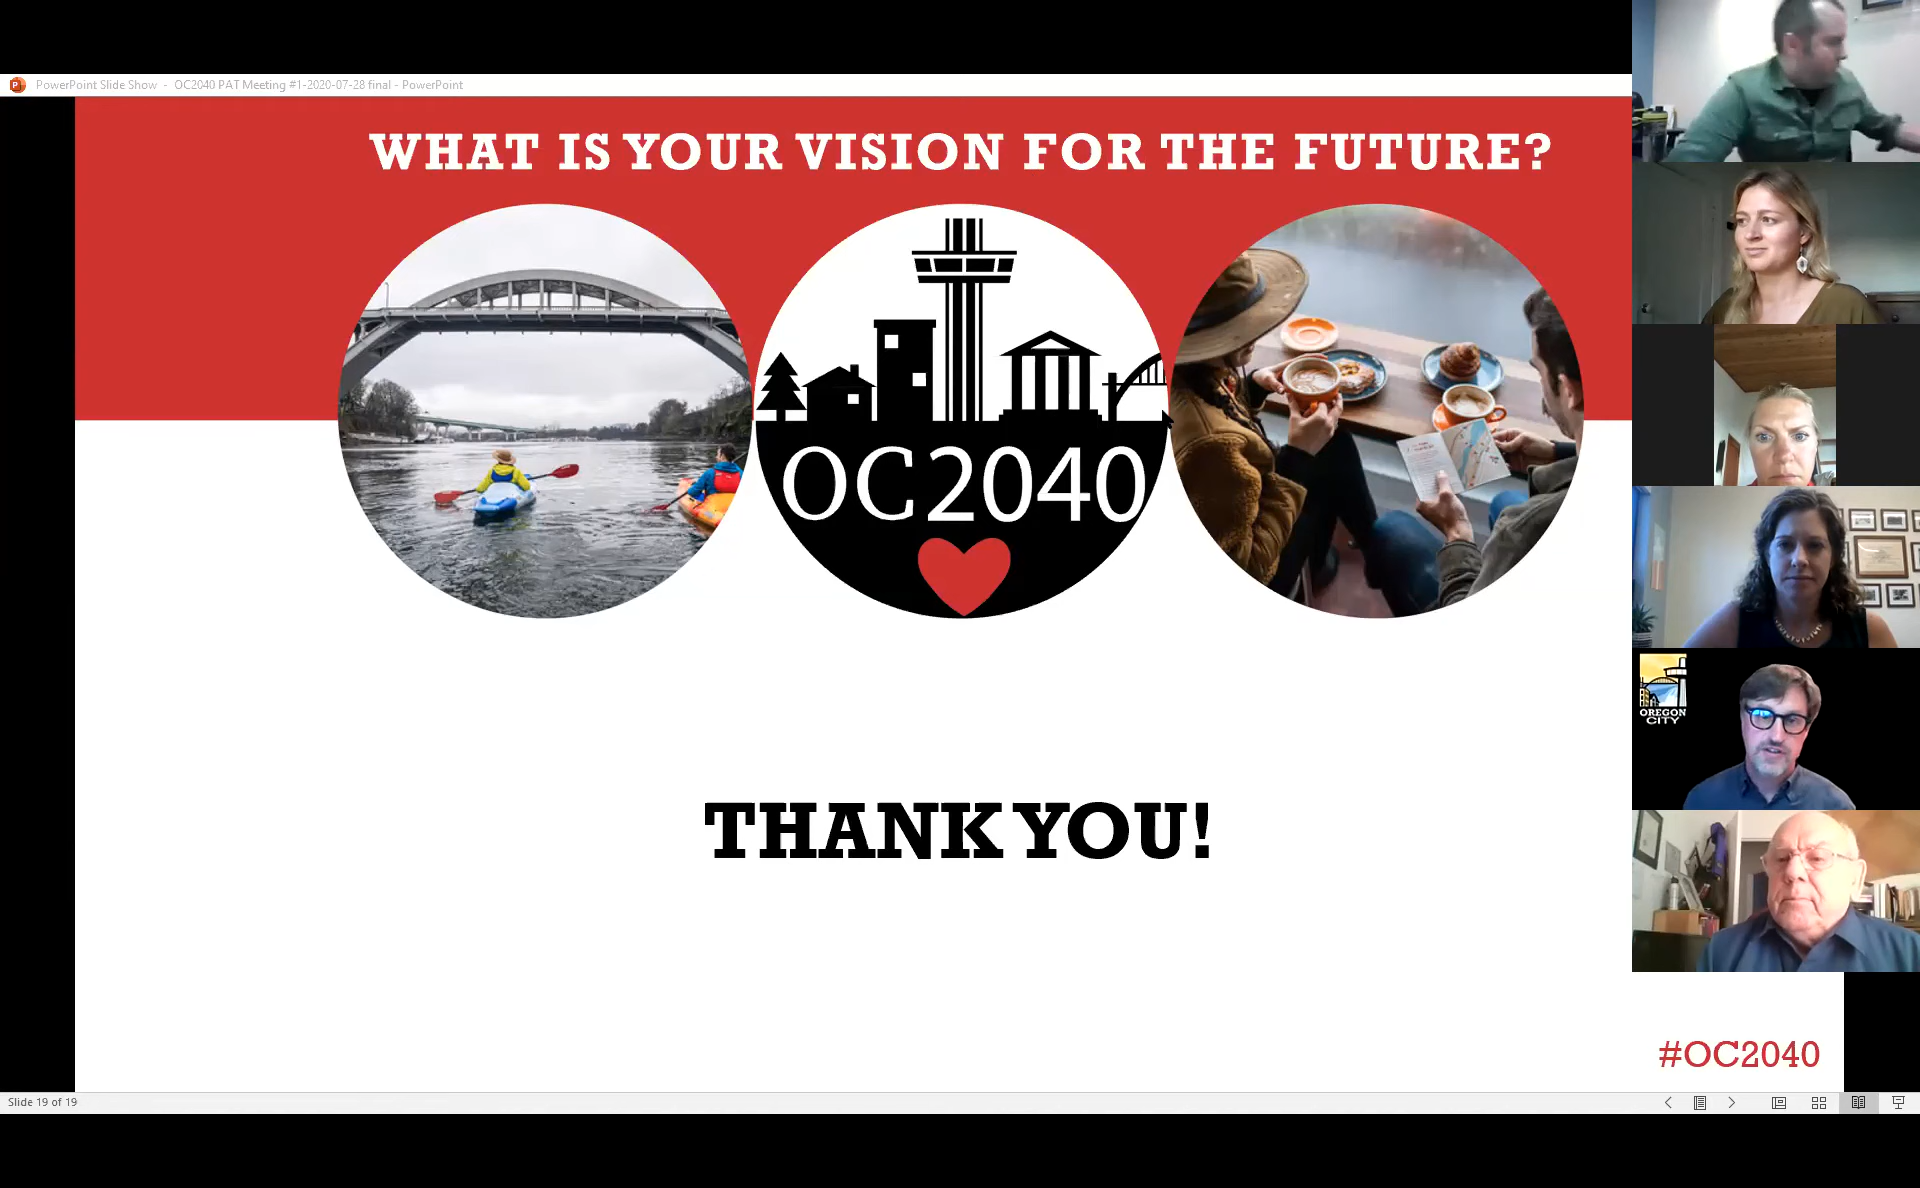 PowerPoint Slide Show - OC2040 PAT Meeting #1-2020-07-28 final - PowerPoint
WHAT IS YOUR VISION FOR THE FUTURE?
OC2040
OREGON
CITY
THANK YOU!
#OC2040
Slide 19 of 19